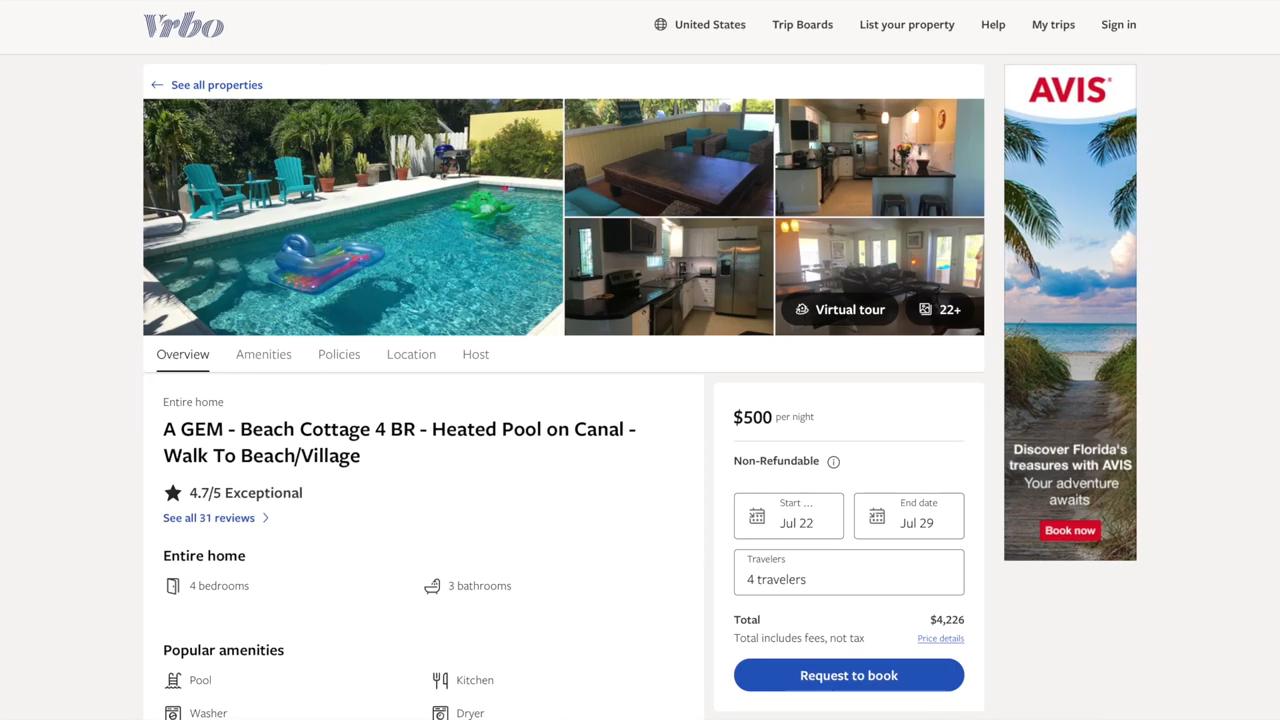 Vrbo
United States
Trip Boards
List your property
Help
My trips
Sign in
See all properties
Virtual tour
22+
Overview
Amenities
Policies
Location
Host
Entire home
A GEM - Beach Cottage 4 BR - Heated Pool on Canal -
Walk To Beach/Village
4.7/5 Exceptional
See all 31 reviews
Entire home
4 bedrooms
3 bathrooms
Popular amenities
Pool
Kitchen
Washer
Dryer
$500 per night
Non-Refundable
Start ...
Jul 22
End date
Jul 29
Travelers
4 travelers
Total
$4,226
Total includes fees, not tax
Price details
Request to book
AVIS®
Discover Florida's
treasures with AVIS
Your adventure
awaits
Book now